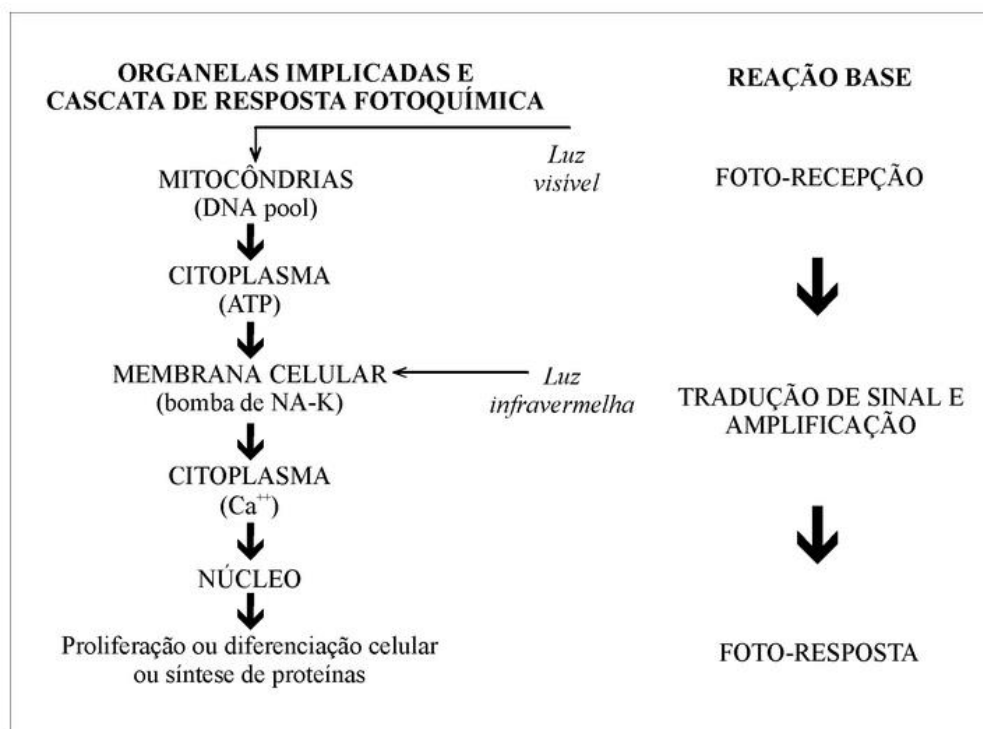 ORGANELAS IMPLICADAS E
CASCATA DE RESPOSTA FOTOQUÍMICA
REAÇÃO BASE
Luz
visível
MITOCÔNDRIAS
(DNA pool)
FOTO-RECEPÇÃO
CITOPLASMA
(ATP)
MEMBRANA CELULAR
(bomba de NA-K)
Luz
infravermelha
TRADUÇÃO DE SINAL E
AMPLIFICAÇÃO
CITOPLASMA
(Ca⁺⁺)
NÚCLEO
Proliferação ou diferenciação celular
ou síntese de proteínas
FOTO-RESPOSTA